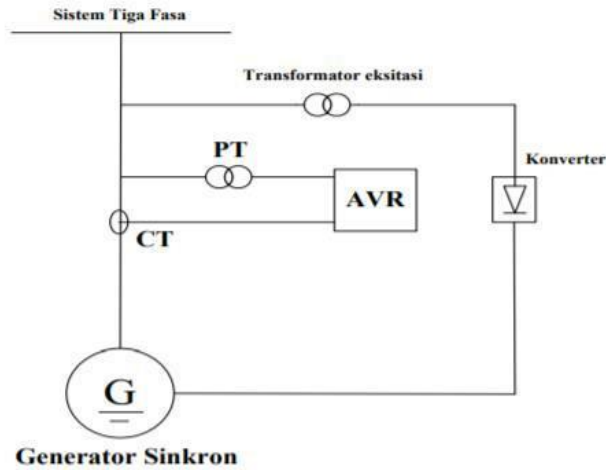 Sistem Tiga Fasa
Transformator eksitasi
PT
Konverter
AVR
CT
G
Generator Sinkron